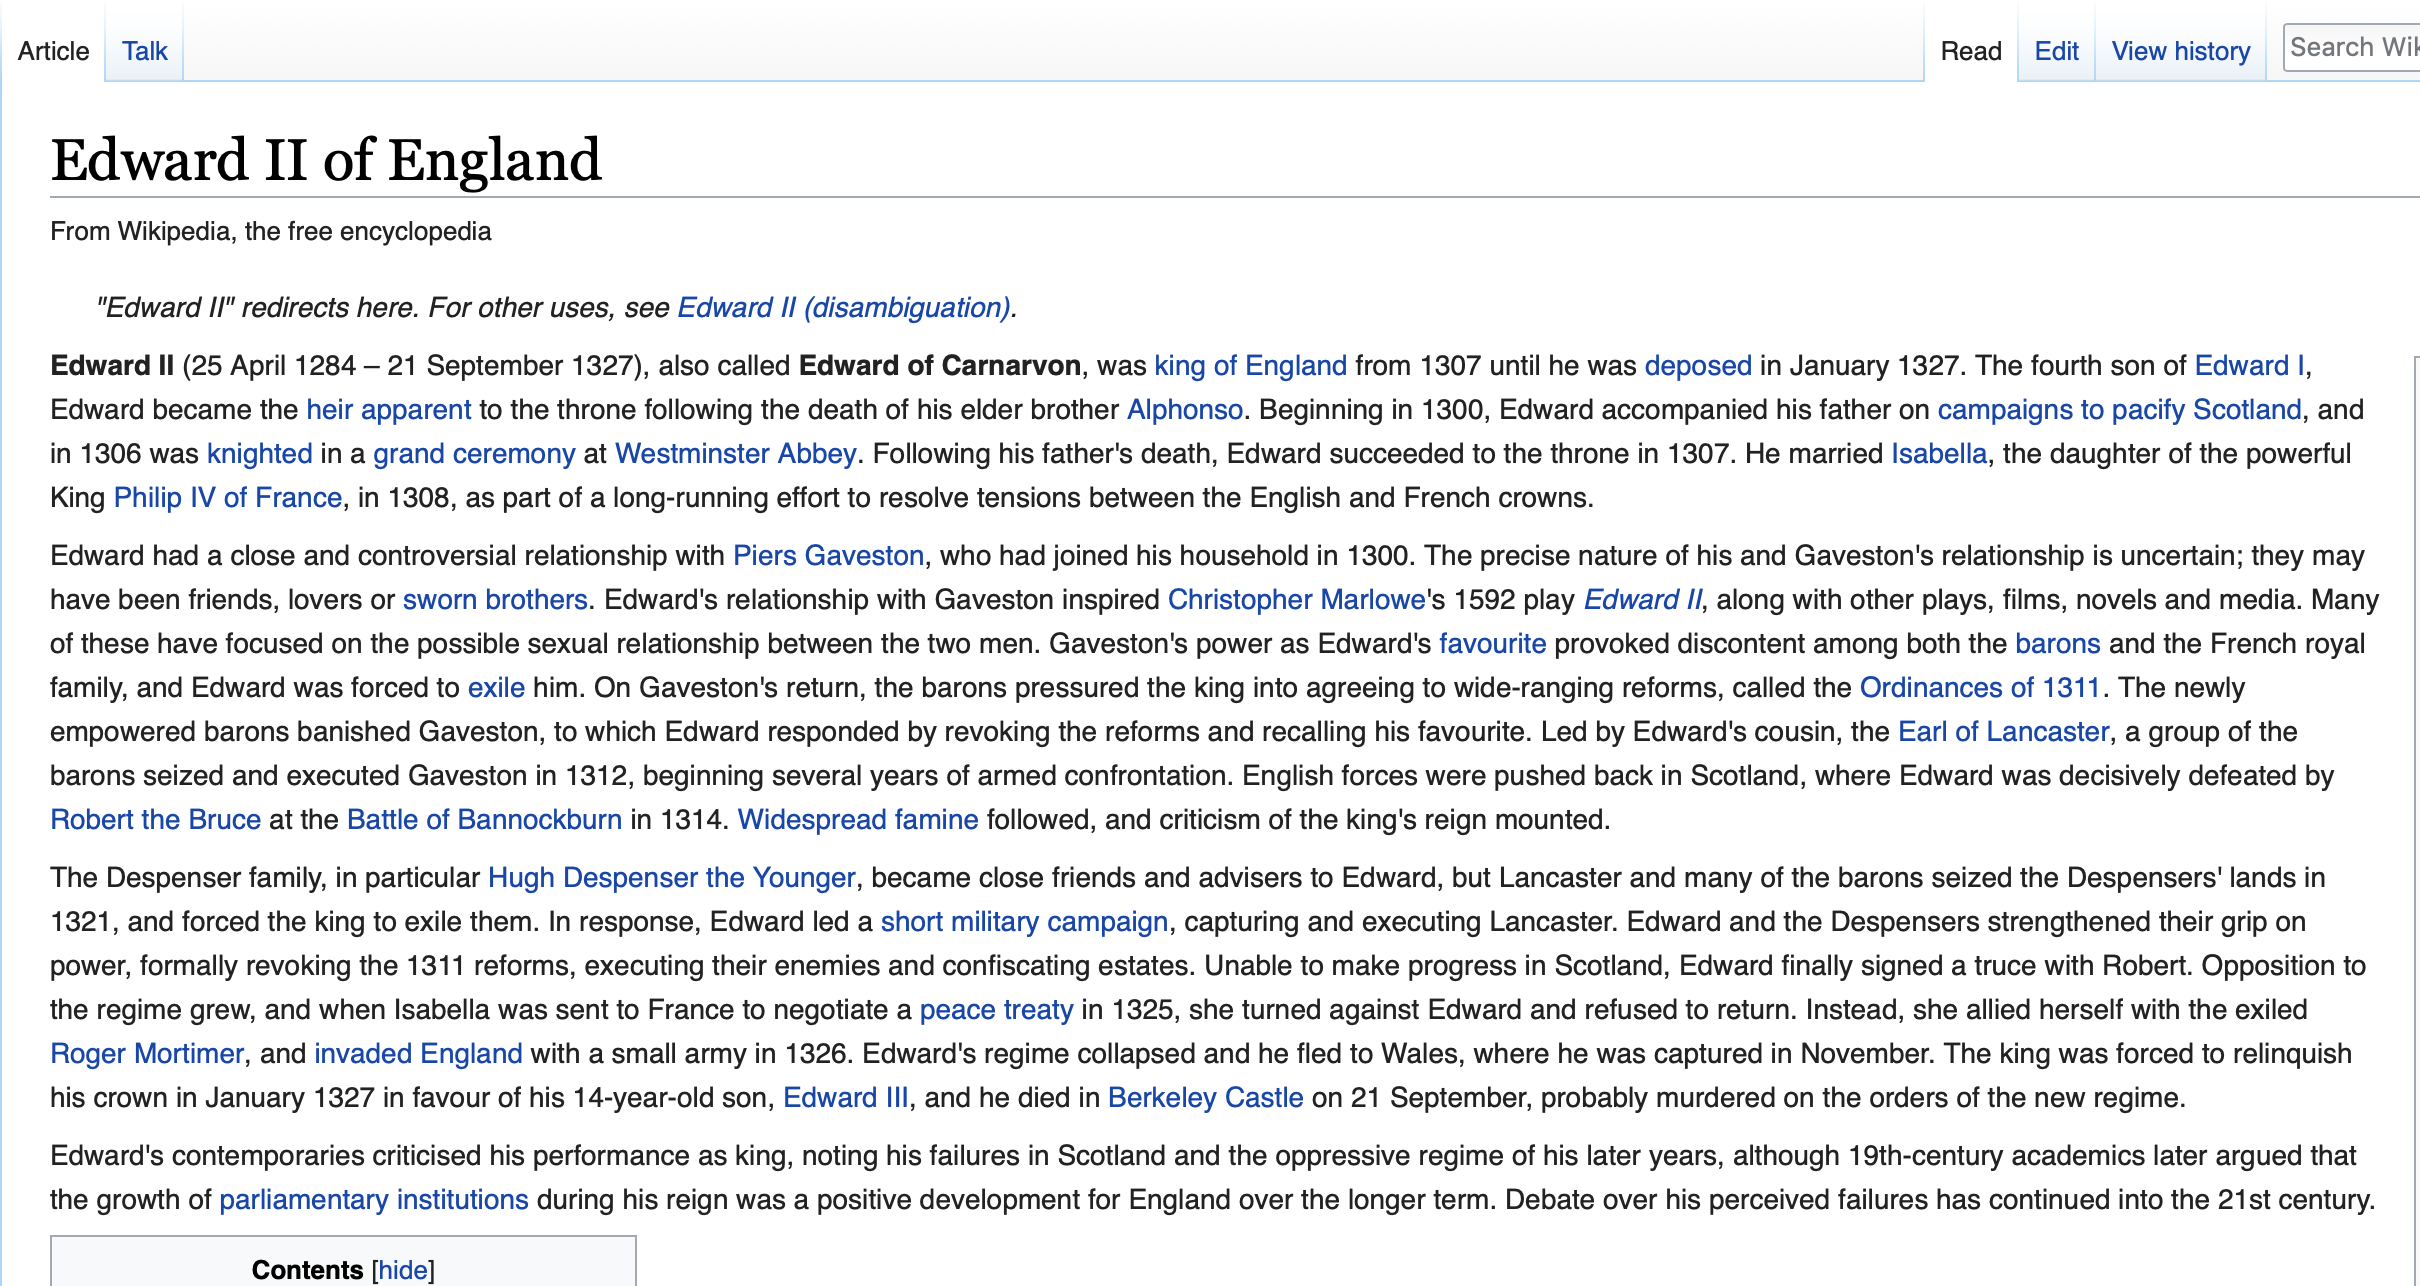 Article Talk Read Edit View history Search Wik
Edward II of England
From Wikipedia, the free encyclopedia
"Edward II" redirects here. For other uses, see Edward II (disambiguation).
Edward II (25 April 1284 – 21 September 1327), also called Edward of Carnarvon, was king of England from 1307 until he was deposed in January 1327. The fourth son of Edward I,
Edward became the heir apparent to the throne following the death of his elder brother Alphonso. Beginning in 1300, Edward accompanied his father on campaigns to pacify Scotland, and
in 1306 was knighted in a grand ceremony at Westminster Abbey. Following his father's death, Edward succeeded to the throne in 1307. He married Isabella, the daughter of the powerful
King Philip IV of France, in 1308, as part of a long-running effort to resolve tensions between the English and French crowns.
Edward had a close and controversial relationship with Piers Gaveston, who had joined his household in 1300. The precise nature of his and Gaveston's relationship is uncertain; they may
have been friends, lovers or sworn brothers. Edward's relationship with Gaveston inspired Christopher Marlowe's 1592 play Edward II, along with other plays, films, novels and media. Many
of these have focused on the possible sexual relationship between the two men. Gaveston's power as Edward's favourite provoked discontent among both the barons and the French royal
family, and Edward was forced to exile him. On Gaveston's return, the barons pressured the king into agreeing to wide-ranging reforms, called the Ordinances of 1311. The newly
empowered barons banished Gaveston, to which Edward responded by revoking the reforms and recalling his favourite. Led by Edward's cousin, the Earl of Lancaster, a group of the
barons seized and executed Gaveston in 1312, beginning several years of armed confrontation. English forces were pushed back in Scotland, where Edward was decisively defeated by
Robert the Bruce at the Battle of Bannockburn in 1314. Widespread famine followed, and criticism of the king's reign mounted.
The Despenser family, in particular Hugh Despenser the Younger, became close friends and advisers to Edward, but Lancaster and many of the barons seized the Despensers' lands in
1321, and forced the king to exile them. In response, Edward led a short military campaign, capturing and executing Lancaster. Edward and the Despensers strengthened their grip on
power, formally revoking the 1311 reforms, executing their enemies and confiscating estates. Unable to make progress in Scotland, Edward finally signed a truce with Robert. Opposition to
the regime grew, and when Isabella was sent to France to negotiate a peace treaty in 1325, she turned against Edward and refused to return. Instead, she allied herself with the exiled
Roger Mortimer, and invaded England with a small army in 1326. Edward's regime collapsed and he fled to Wales, where he was captured in November. The king was forced to relinquish
his crown in January 1327 in favour of his 14-year-old son, Edward III, and he died in Berkeley Castle on 21 September, probably murdered on the orders of the new regime.
Edward's contemporaries criticised his performance as king, noting his failures in Scotland and the oppressive regime of his later years, although 19th-century academics later argued that
the growth of parliamentary institutions during his reign was a positive development for England over the longer term. Debate over his perceived failures has continued into the 21st century.
Contents [hide]